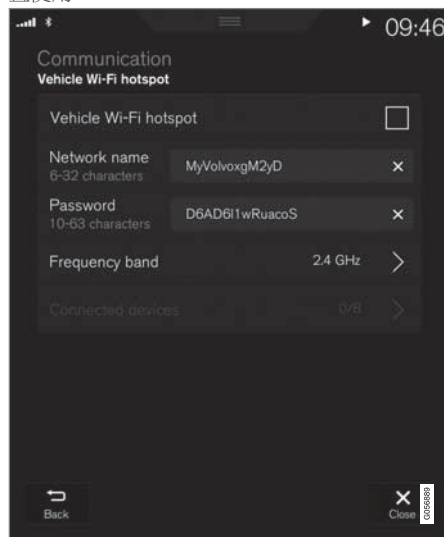 09:46
Communication
Vehicle Wi-Fi hotspot
Vehicle Wi-Fi hotspot
Network name
6-32 characters
MyVolvoxgM2yD
Password
10-63 characters
D6AD6I1wRuacoS
Frequency band
2.4 GHz
Connected devices
0/8
Back
Close
G056889